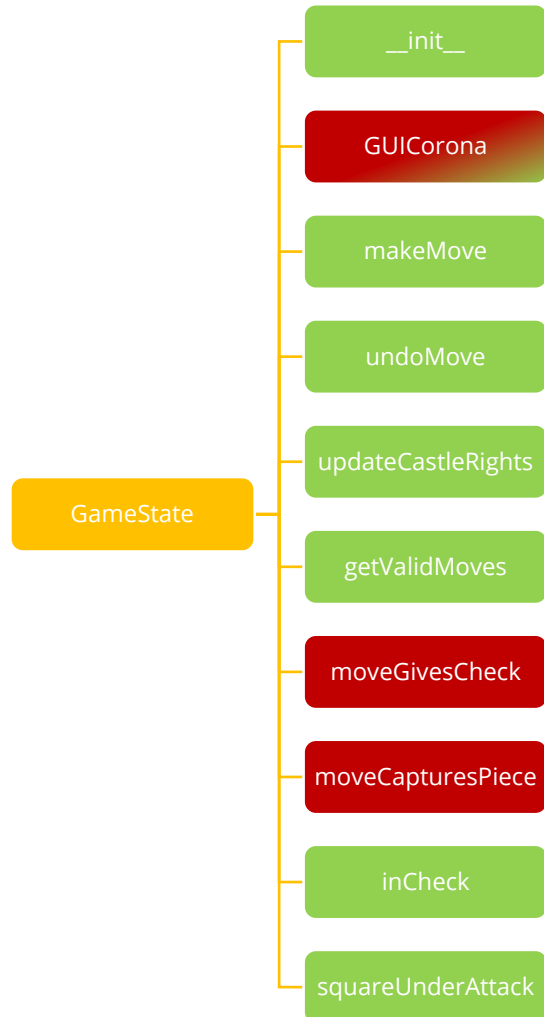 __init__
GUICorona
makeMove
undoMove
updateCastleRights
GameState
getValidMoves
moveGivesCheck
moveCapturesPiece
inCheck
squareUnderAttack